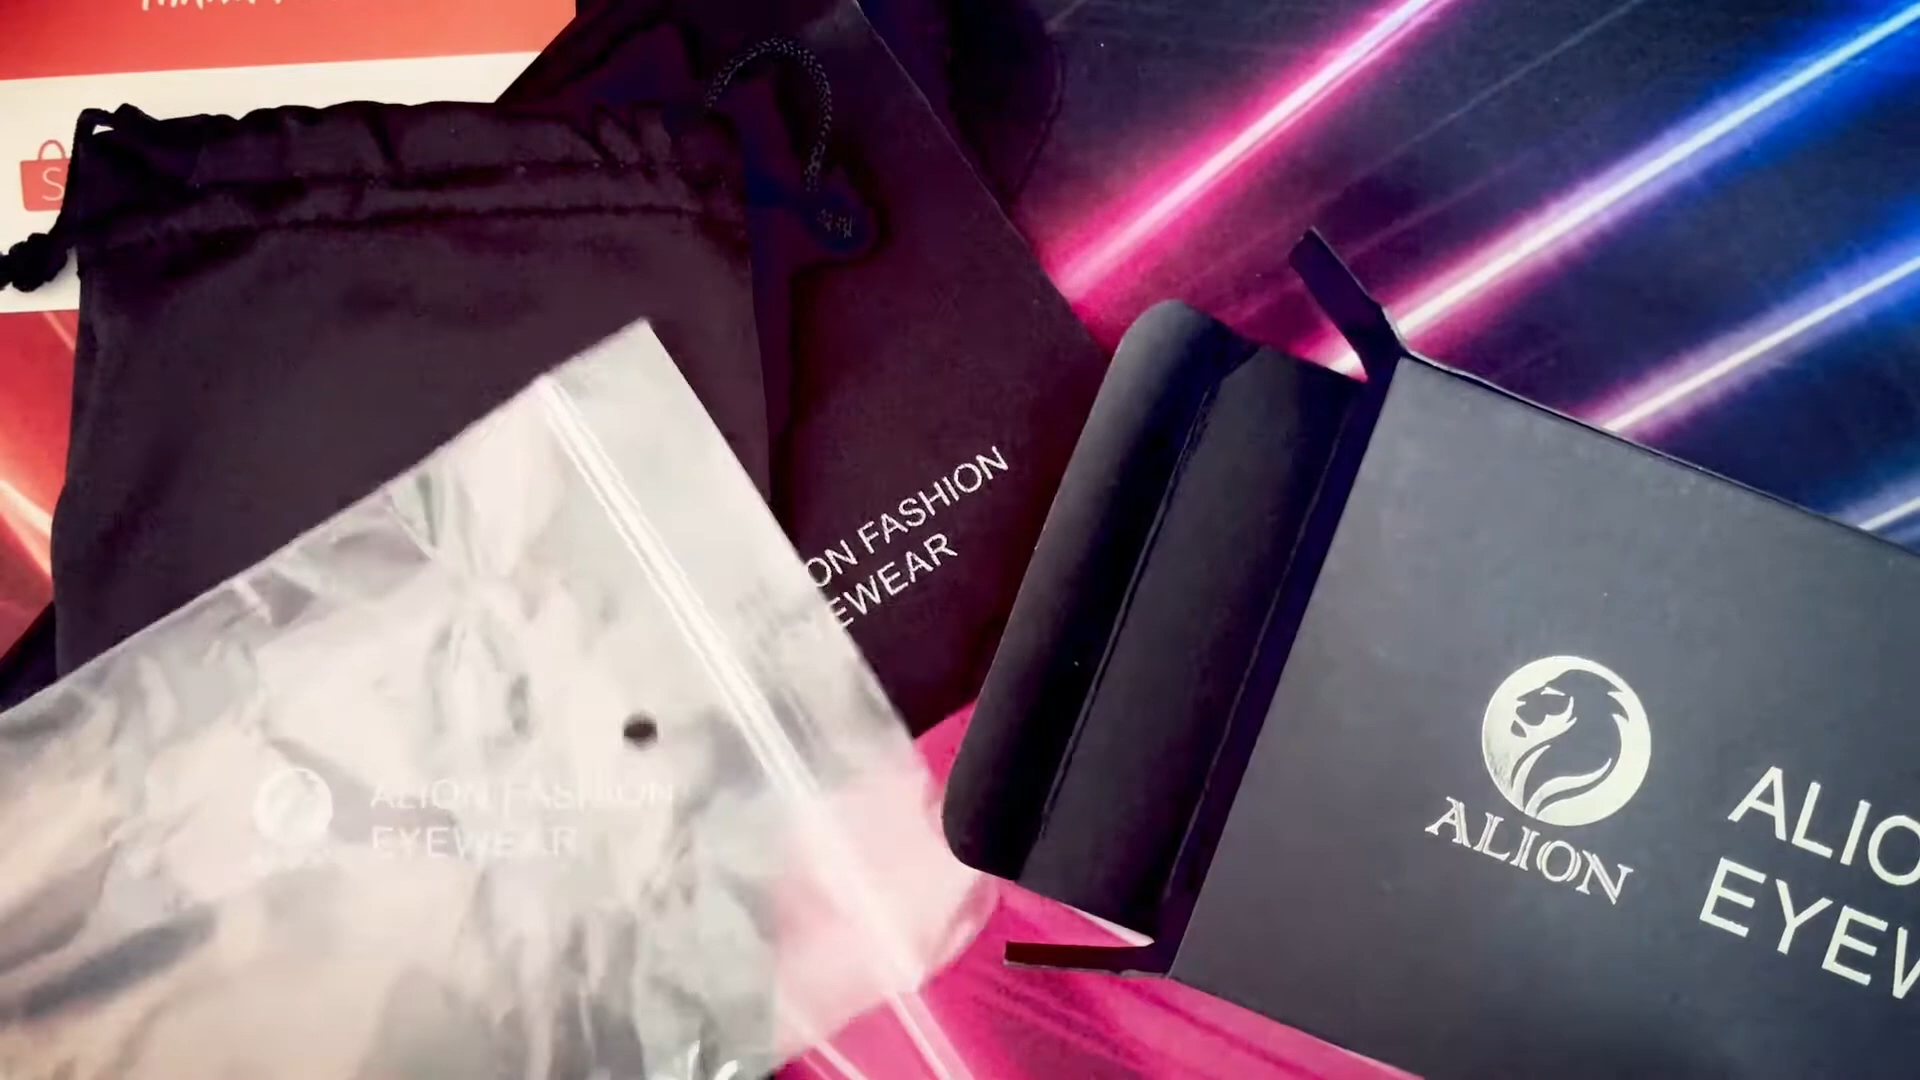 S
ON FASHION
EWEAR
ALION FASHION
EYEWEAR
ALION
ALIO
EYEW